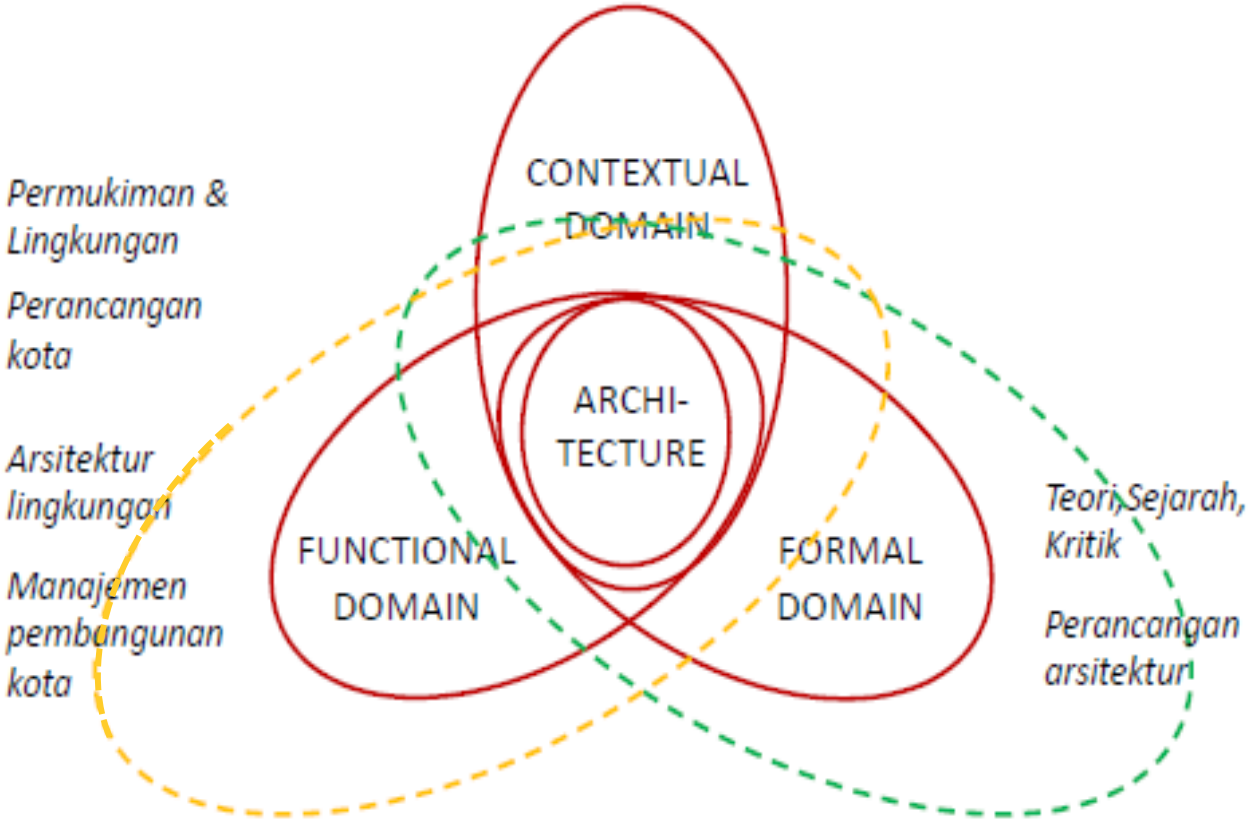 CONTEXTUAL
DOMAIN
Permukiman &
Lingkungan
Perancangan
kota
Arsitektur
lingkungan
Manajemen
pembangunan
kota
ARCHI-
TECTURE
FUNCTIONAL
DOMAIN
FORMAL
DOMAIN
Teori,Sejarah,
Kritik
Perancangan
arsitektur